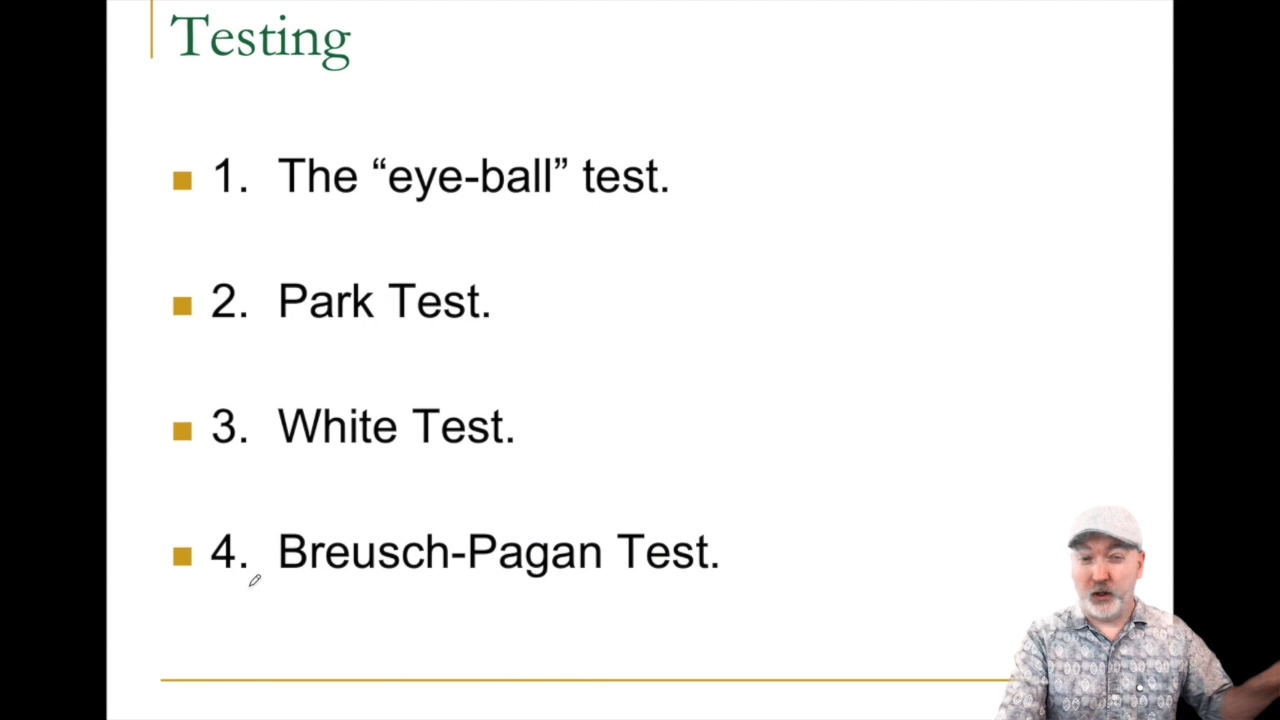 Testing
1. The “eye-ball” test.
2. Park Test.
3. White Test.
4. Breusch-Pagan Test.